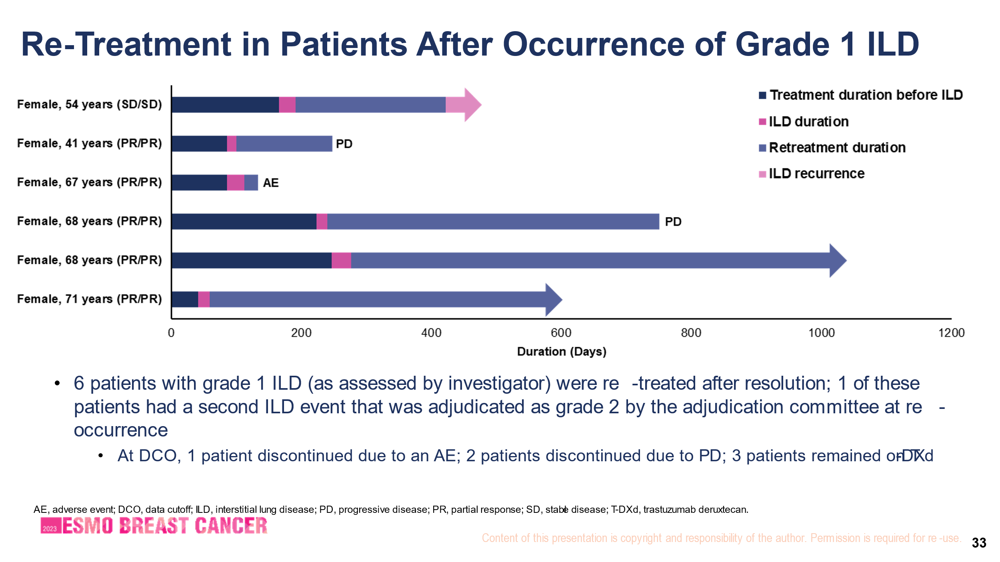 Re-Treatment in Patients After Occurrence of Grade 1 ILD
Female, 54 years (SD/SD)
Female, 41 years (PR/PR)
PD
Female, 67 years (PR/PR)
AE
Female, 68 years (PR/PR)
PD
Female, 68 years (PR/PR)
Female, 71 years (PR/PR)
Treatment duration before ILD
ILD duration
Retreatment duration
ILD recurrence
0 200 400 600 800 1000 1200
Duration (Days)
• 6 patients with grade 1 ILD (as assessed by investigator) were re -treated after resolution; 1 of these
patients had a second ILD event that was adjudicated as grade 2 by the adjudication committee at re -
occurrence
• At DCO, 1 patient discontinued due to an AE; 2 patients discontinued due to PD; 3 patients remained on T-DXd
AE, adverse event; DCO, data cutoff; ILD, interstitial lung disease; PD, progressive disease; PR, partial response; SD, stable disease; T-DXd, trastuzumab deruxtecan.
2023 ESMO BREAST CANCER
Content of this presentation is copyright and responsibility of the author. Permission is required for re -use.
33